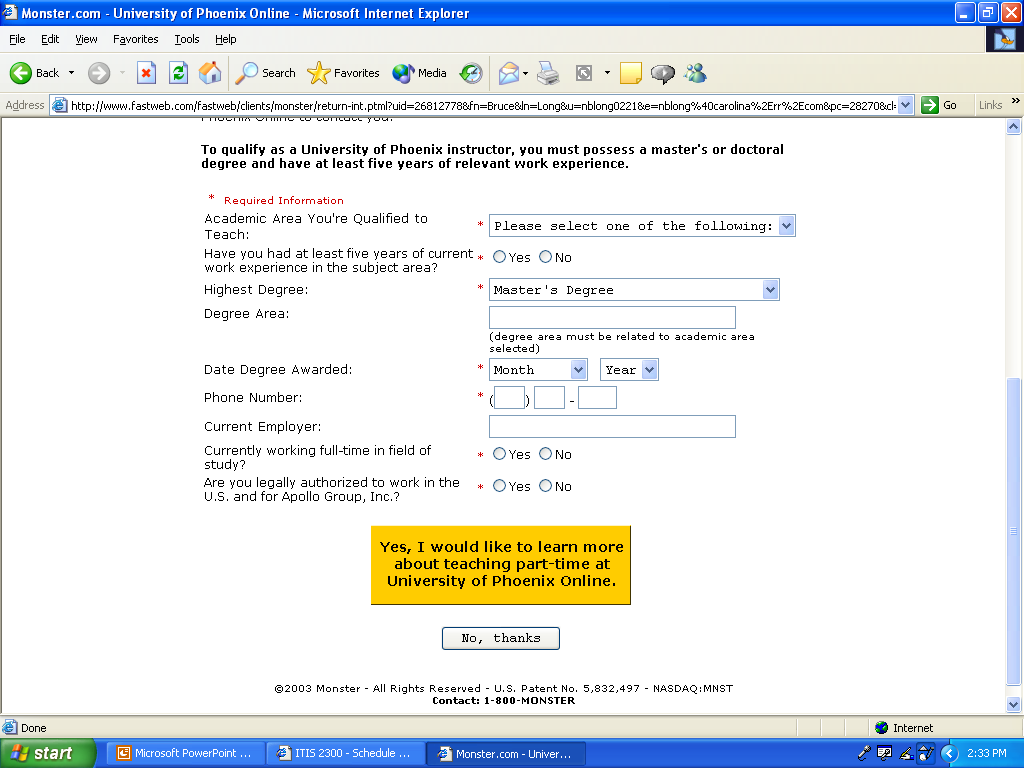 Monster.com - University of Phoenix Online - Microsoft Internet Explorer
File Edit View Favorites Tools Help
Back Search Favorites Media
Address http://www.fastweb.com/fastweb/clients/monster/return-int.ptml?uid=26812778&fn=Bruce&ln=Long&u=nblong0221&e=nblong%40carolina%2Err%2Ecom&pc=28270&cl= Go Links »
Phoenix Online to contact you.
To qualify as a University of Phoenix instructor, you must possess a master's or doctoral
degree and have at least five years of relevant work experience.
* Required Information
Academic Area You're Qualified to
Teach: * Please select one of the following:
Have you had at least five years of current
work experience in the subject area? * Yes No
Highest Degree: * Master's Degree
Degree Area:
(degree area must be related to academic area
selected)
Date Degree Awarded: * Month Year
Phone Number: * ( ) -
Current Employer:
Currently working full-time in field of
study? * Yes No
Are you legally authorized to work in the
U.S. and for Apollo Group, Inc.? * Yes No
Yes, I would like to learn more
about teaching part-time at
University of Phoenix Online.
No, thanks
©2003 Monster - All Rights Reserved - U.S. Patent No. 5,832,497 - NASDAQ:MNST
Contact: 1-800-MONSTER
Done Internet
start Microsoft PowerPoint ... ITIS 2300 - Schedule ... Monster.com - Univer... 2:33 PM